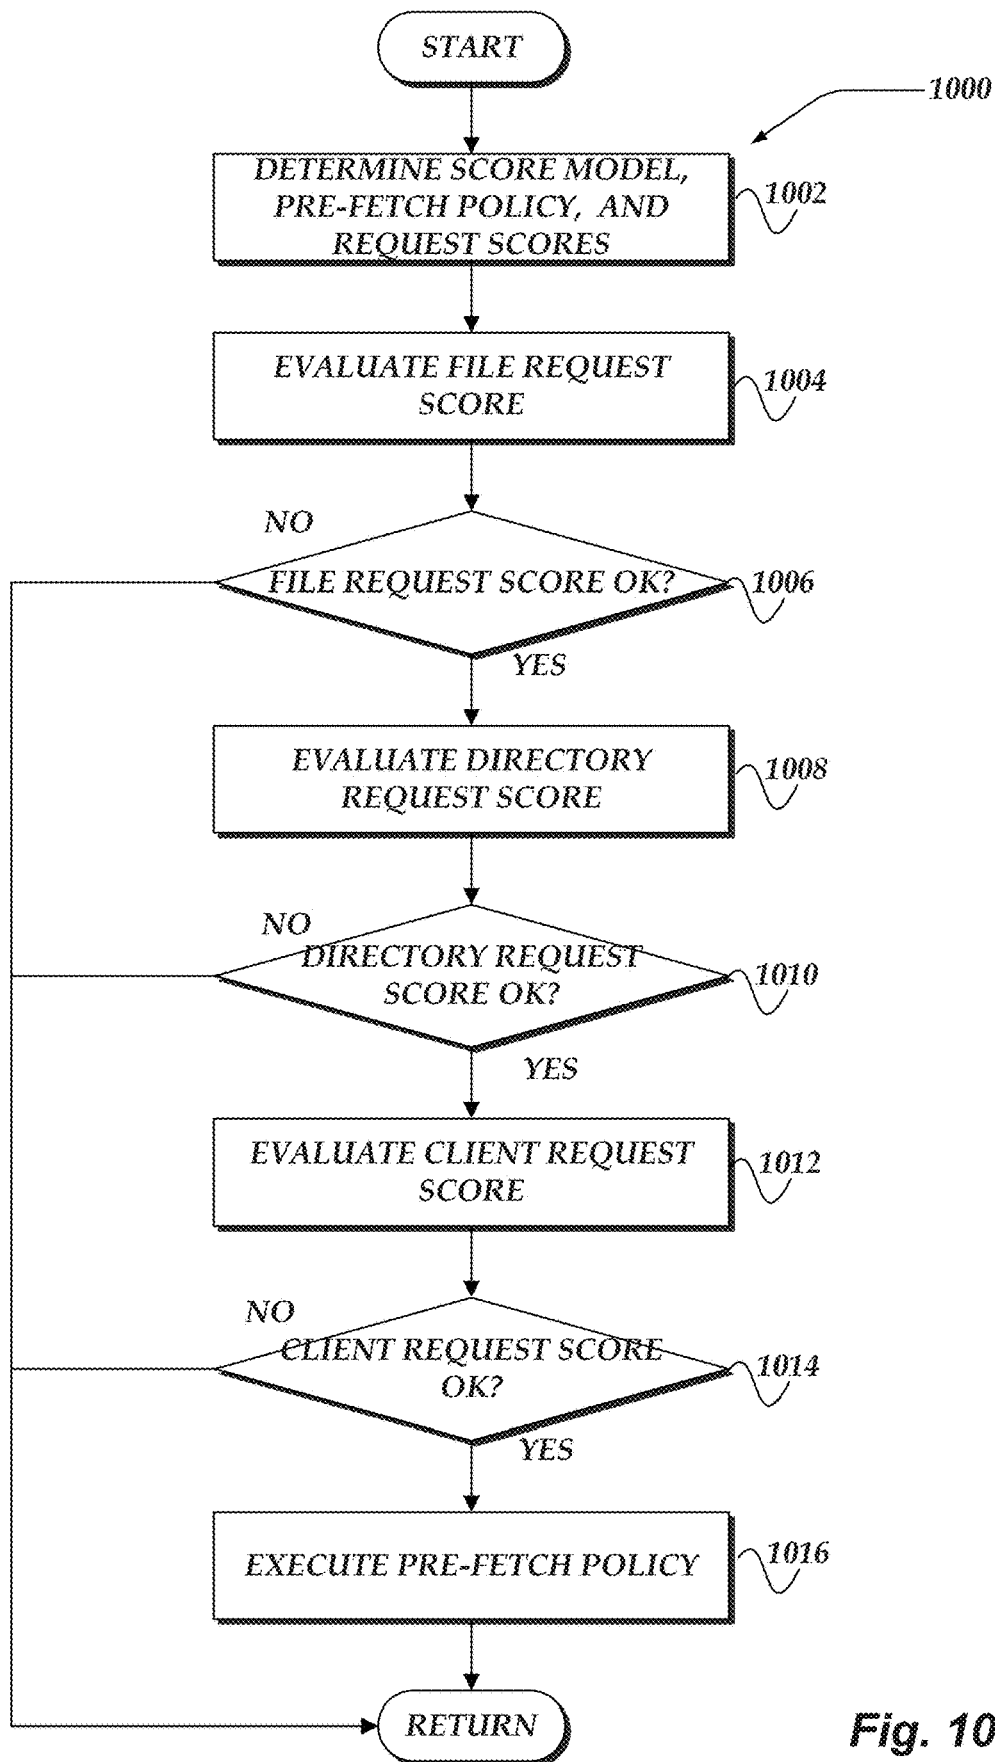 START
1000
DETERMINE SCORE MODEL,
PRE-FETCH POLICY, AND
REQUEST SCORES
1002
EVALUATE FILE REQUEST
SCORE
1004
NO
FILE REQUEST SCORE OK?
1006
YES
EVALUATE DIRECTORY
REQUEST SCORE
1008
NO
DIRECTORY REQUEST
SCORE OK?
1010
YES
EVALUATE CLIENT REQUEST
SCORE
1012
NO
CLIENT REQUEST SCORE
OK?
1014
YES
EXECUTE PRE-FETCH POLICY
1016
RETURN
Fig. 10